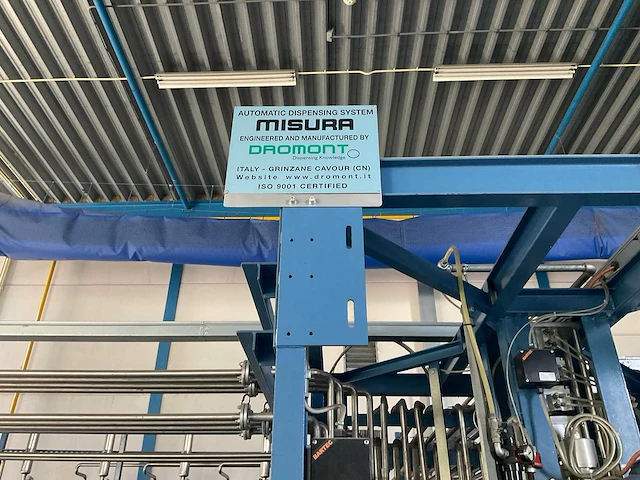 AUTOMATIC DISPENSING SYSTEM
MISURA
ENGINEERED AND MANUFACTURED BY
DROMONT
Dispensing Knowledge
ITALY - GRINZANE CAVOUR (CN)
Website www.dromont.it
ISO 9001 CERTIFIED
BARTEC